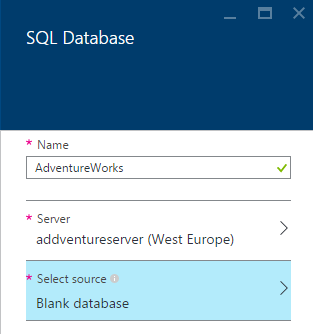 SQL Database
* Name
AdventureWorks
* Server
addventureserver (West Europe)
* Select source
Blank database